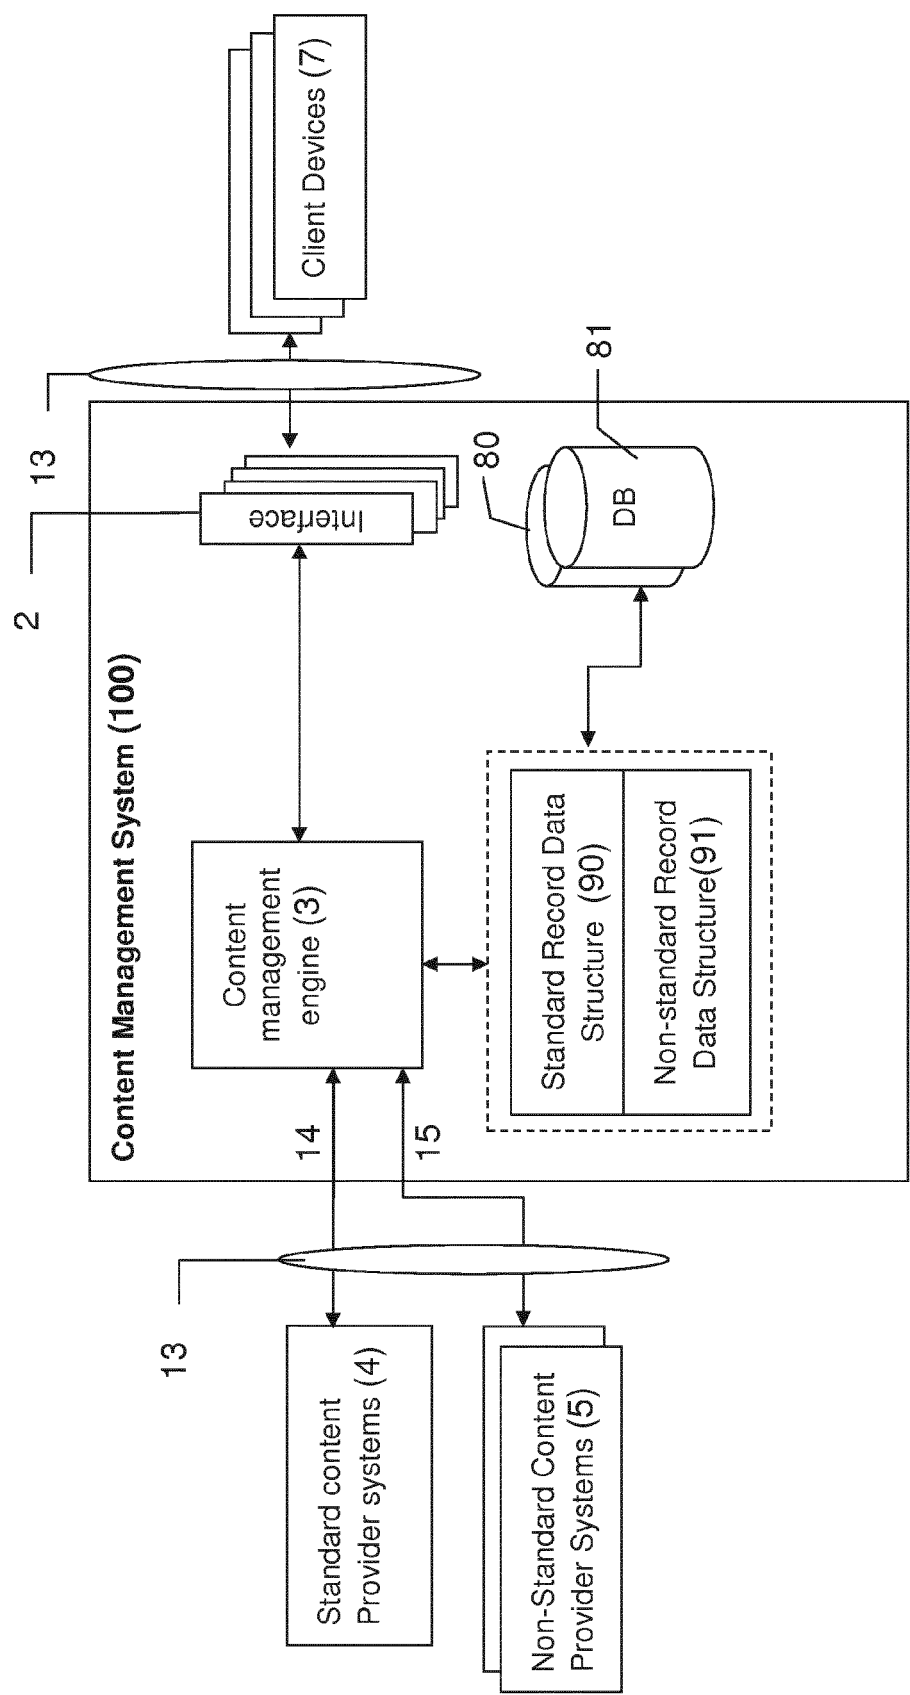 Content Management System (100)
13
2
13
Standard content
Provider systems (4)
Non-Standard Content
Provider Systems (5)
14
15
Content
management
engine (3)
Interface
Client Devices (7)
Standard Record Data
Structure (90)
Non-standard Record
Data Structure(91)
80
81
DB